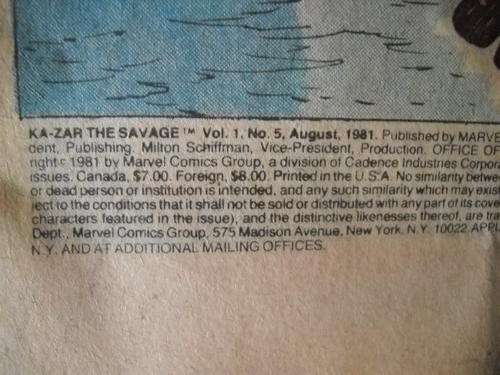 KA-ZAR THE SAVAGE™ Vol. 1, No. 5, August, 1981. Published by MARVE
dent, Publishing. Milton Schiffman, Vice-President, Production. OFFICE OF
right © 1981 by Marvel Comics Group, a division of Cadence Industries Corpora
issues. Canada, $7.00. Foreign, $8.00. Printed in the U.S.A. No similarity betwee
or dead person or institution is intended, and any such similarity which may exist
ject to the conditions that it shall not be sold or distributed with any part of its cove
characters featured in the issue), and the distinctive likenesses thereof, are tra
Dept., Marvel Comics Group, 575 Madison Avenue, New York, N.Y. 10022 APPL
N.Y. AND AT ADDITIONAL MAILING OFFICES.